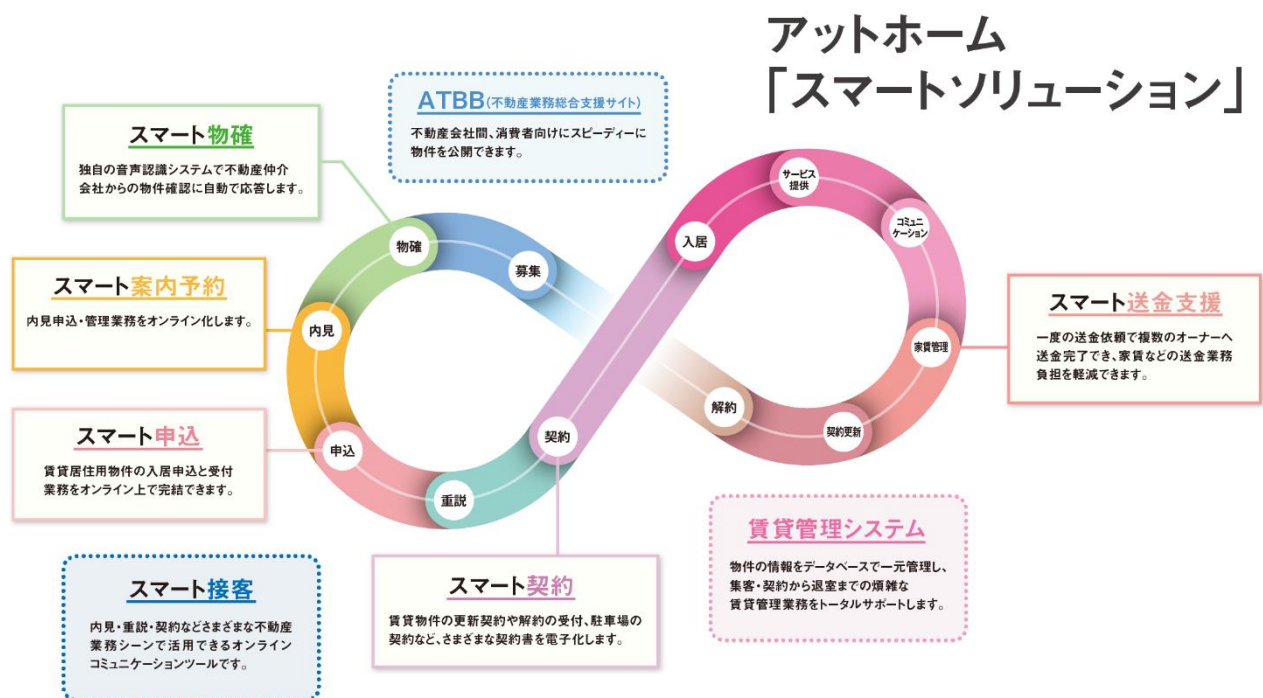 アットホーム
「スマートソリューション」
ATBB(不動産業務総合支援サイト)
不動産会社間、消費者向けにスピーディーに
物件を公開できます。
スマート物確
独自の音声認識システムで不動産仲介
会社からの物件確認に自動で応答します。
スマート案内予約
内見申込・管理業務をオンライン化します。
スマート申込
賃貸居住用物件の入居申込と受付
業務をオンライン上で完結できます。
スマート接客
内見・重説・契約などさまざまな不動産
業務シーンで活用できるオンライン
コミュニケーションツールです。
スマート契約
賃貸物件の更新契約や解約の受付、駐車場の
契約など、さまざまな契約書を電子化します。
賃貸管理システム
物件の情報をデータベースで一元管理し、
集客・契約から退室までの煩雑な
賃貸管理業務をトータルサポートします。
スマート送金支援
一度の送金依頼で複数のオーナーへ
送金完了でき、家賃などの送金業務
負担を軽減できます。
募集
物確
内見
申込
重説
契約
入居
サービス
提供
コミュニ
ケーション
家賃管理
契約更新
解約